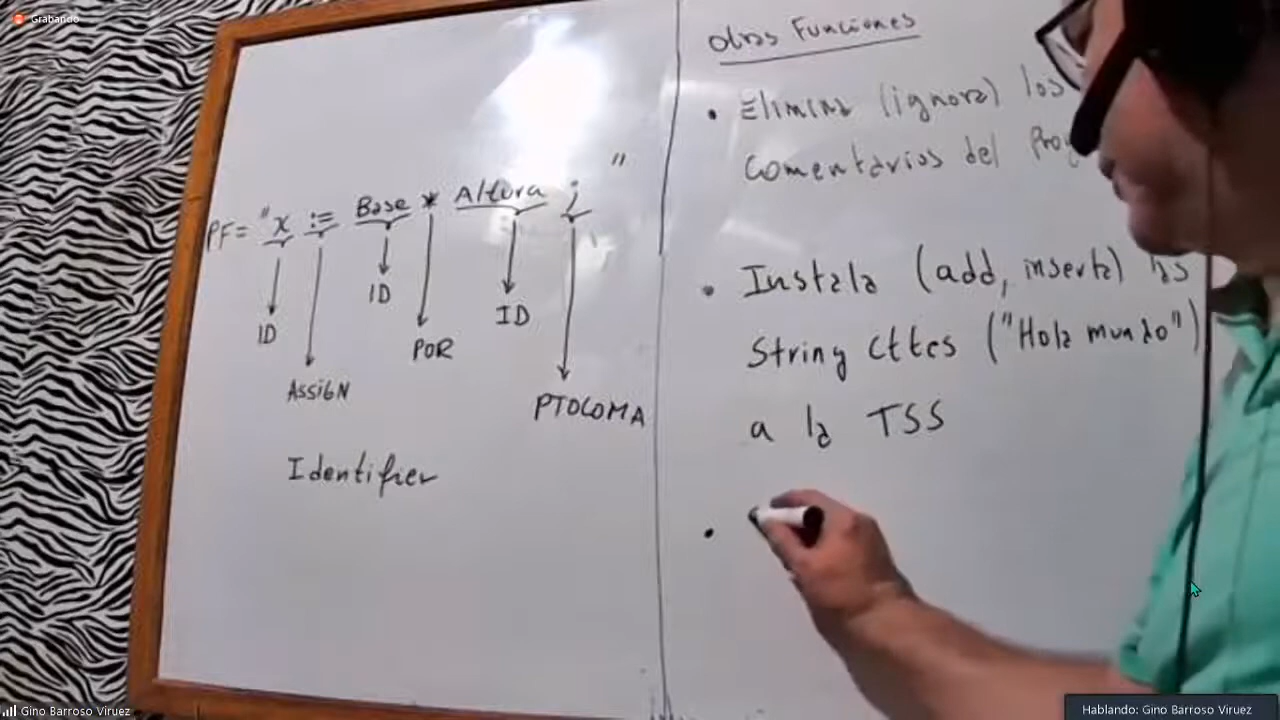 Grabando
PF= "x := Base * Altura ; "
ID
ID
ID
POR
ASSIGN
PTOCOMA
Identifier
Otras Funciones
• Elimina (ignora) los
Comentarios del
• Instala (add, inserta) las
String cttes ("Hola mundo")
a la TSS
•
Gino Barroso Viruez
Hablando: Gino Barroso Viruez